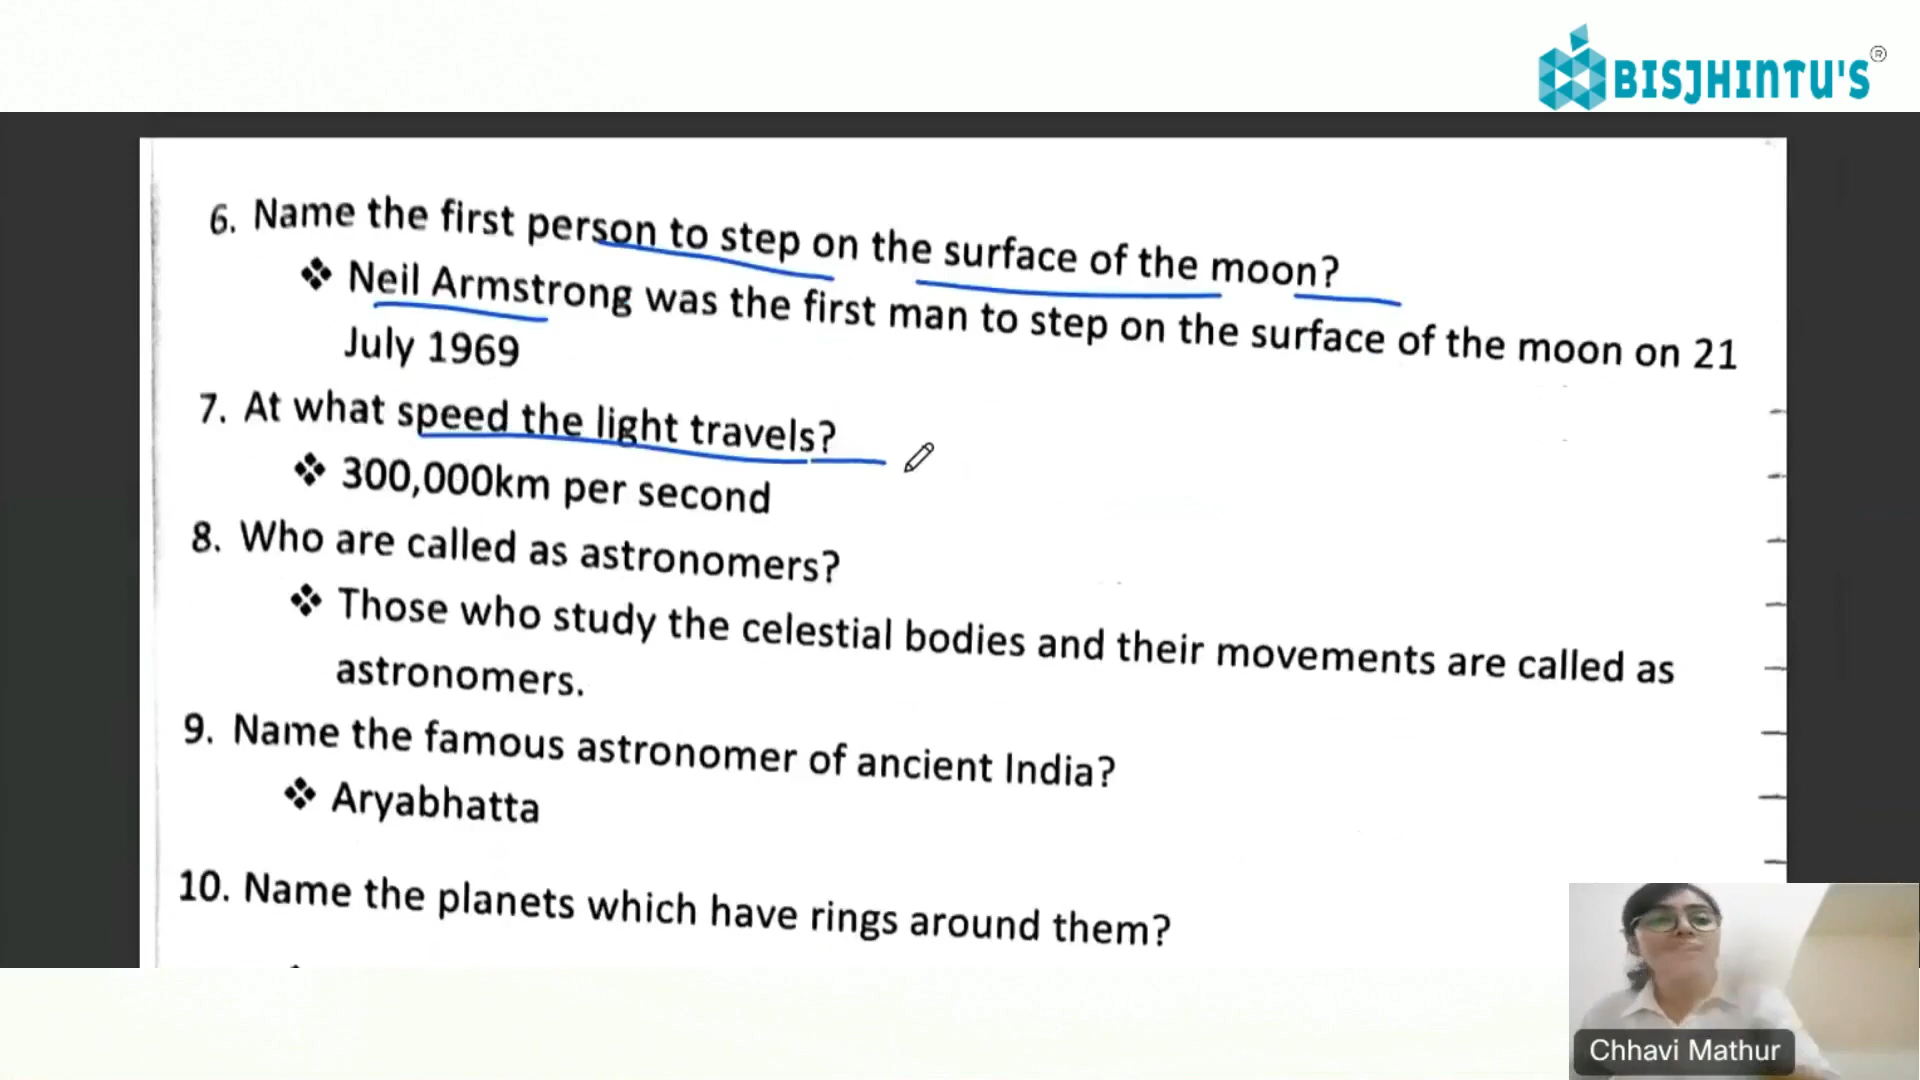 BISJHINTU'S ®
6. Name the first person to step on the surface of the moon?
❖ Neil Armstrong was the first man to step on the surface of the moon on 21
July 1969
7. At what speed the light travels?
❖ 300,000km per second
8. Who are called as astronomers?
❖ Those who study the celestial bodies and their movements are called as
astronomers.
9. Name the famous astronomer of ancient India?
❖ Aryabhatta
10. Name the planets which have rings around them?
Chhavi Mathur